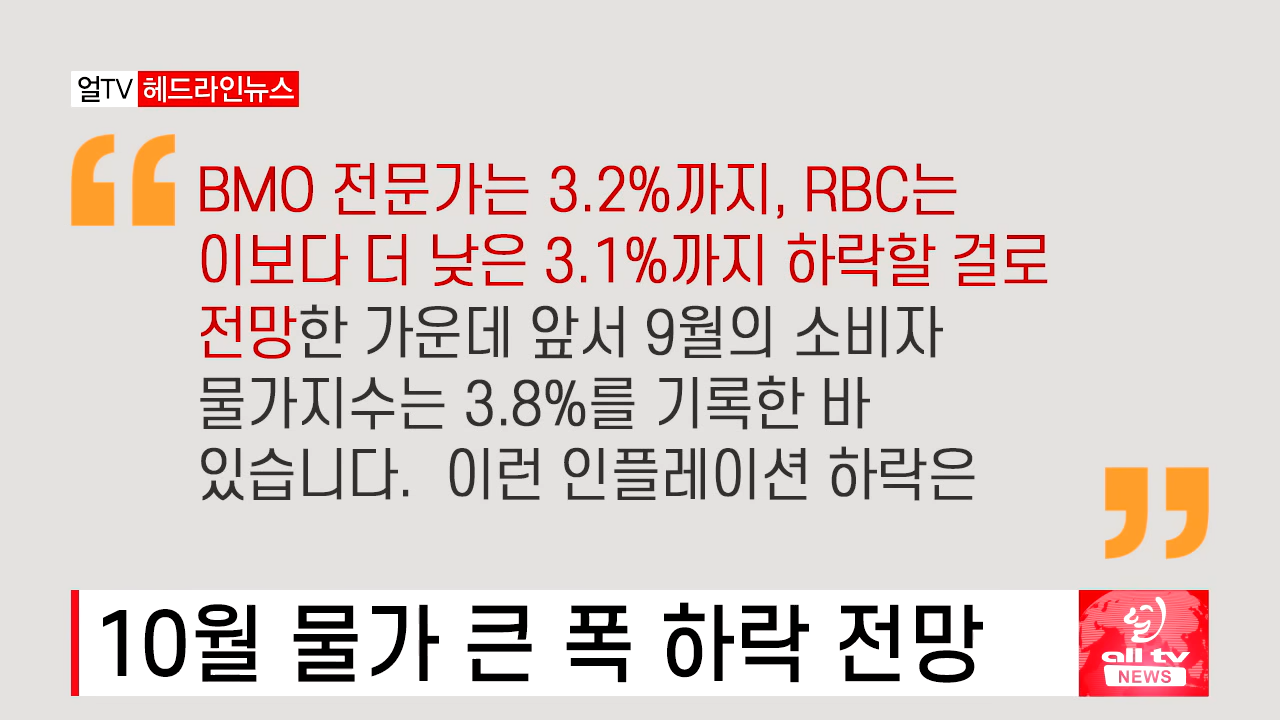 얼TV 헤드라인뉴스
BMO 전문가는 3.2%까지, RBC는
이보다 더 낮은 3.1%까지 하락할 걸로
전망한 가운데 앞서 9월의 소비자
물가지수는 3.8%를 기록한 바
있습니다. 이런 인플레이션 하락은
10월 물가 큰 폭 하락 전망
얼
all tv
NEWS